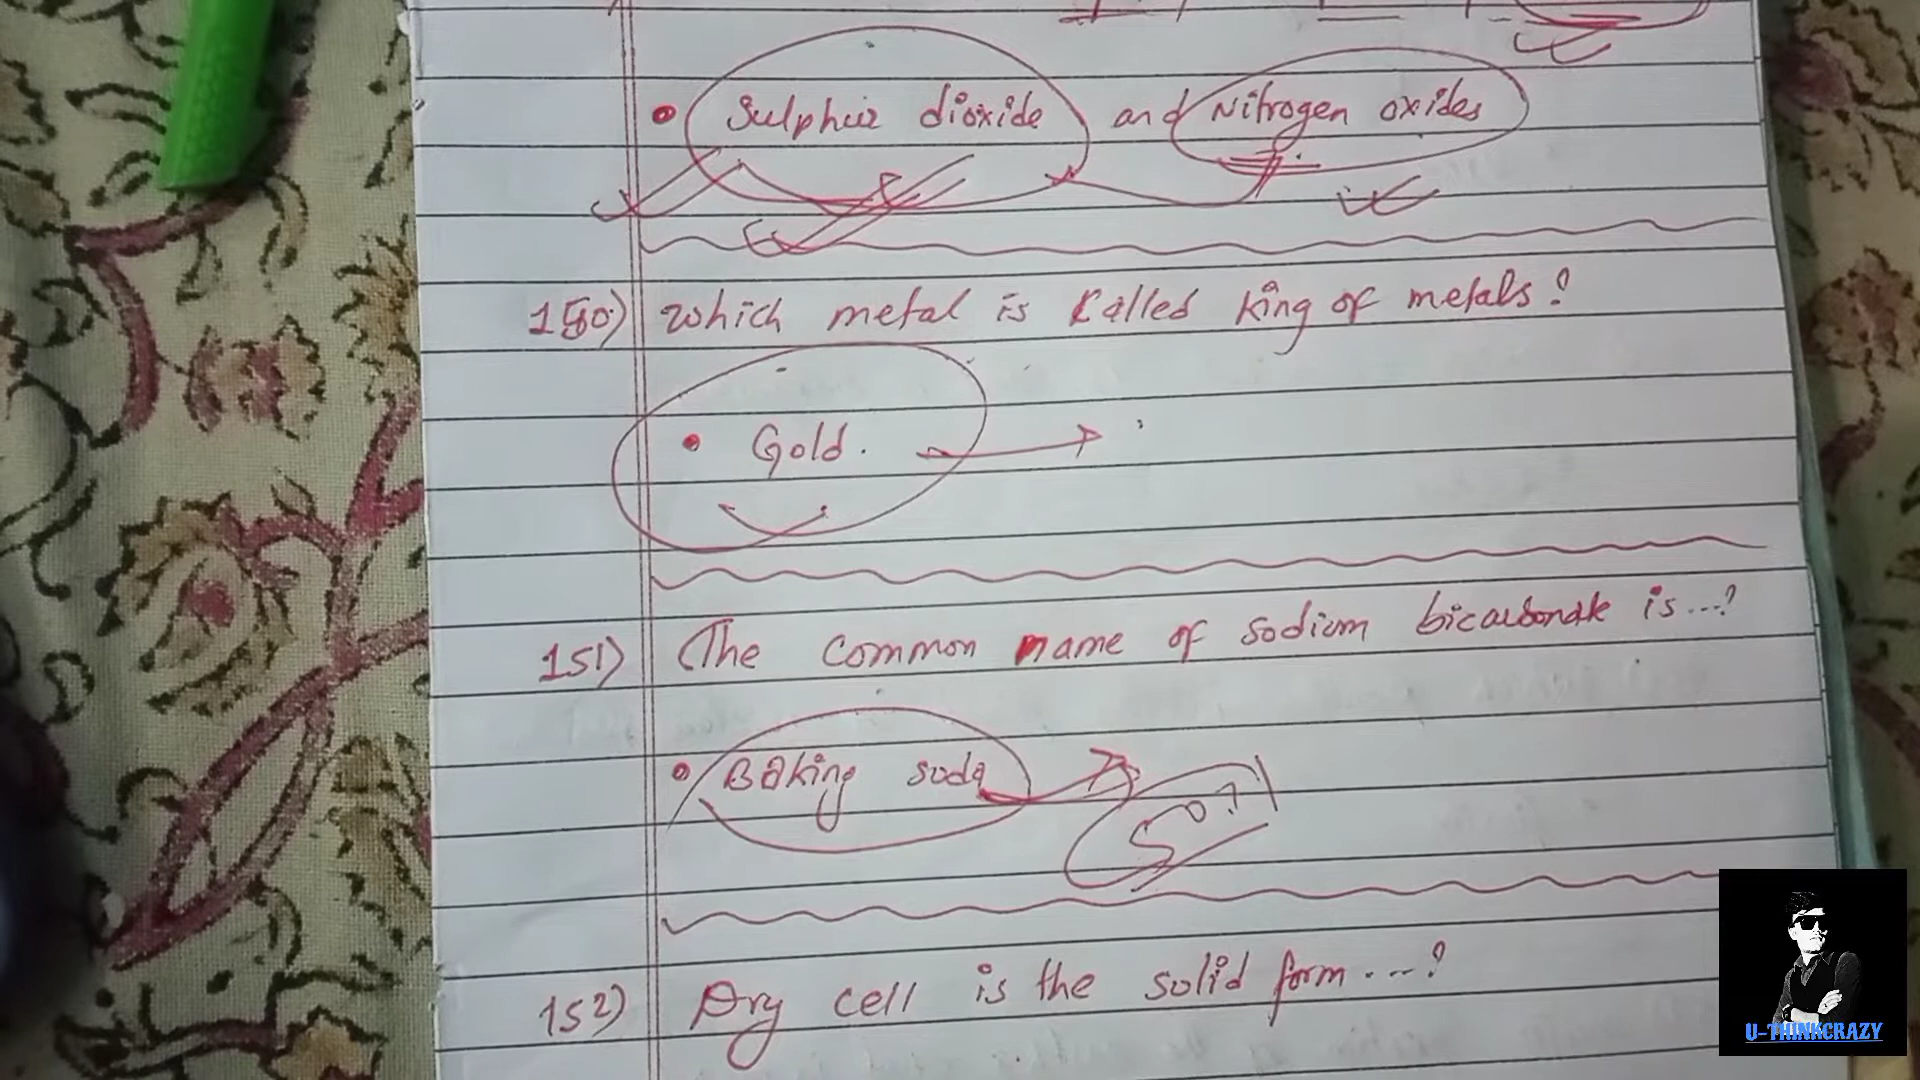 • Sulphur dioxide and Nitrogen oxides
150) Which metal is called king of metals?
• Gold.
151) The common name of sodium bicarbonate is...?
• Baking soda
152) Dry cell is the solid form....?
U-THINKCRAZY